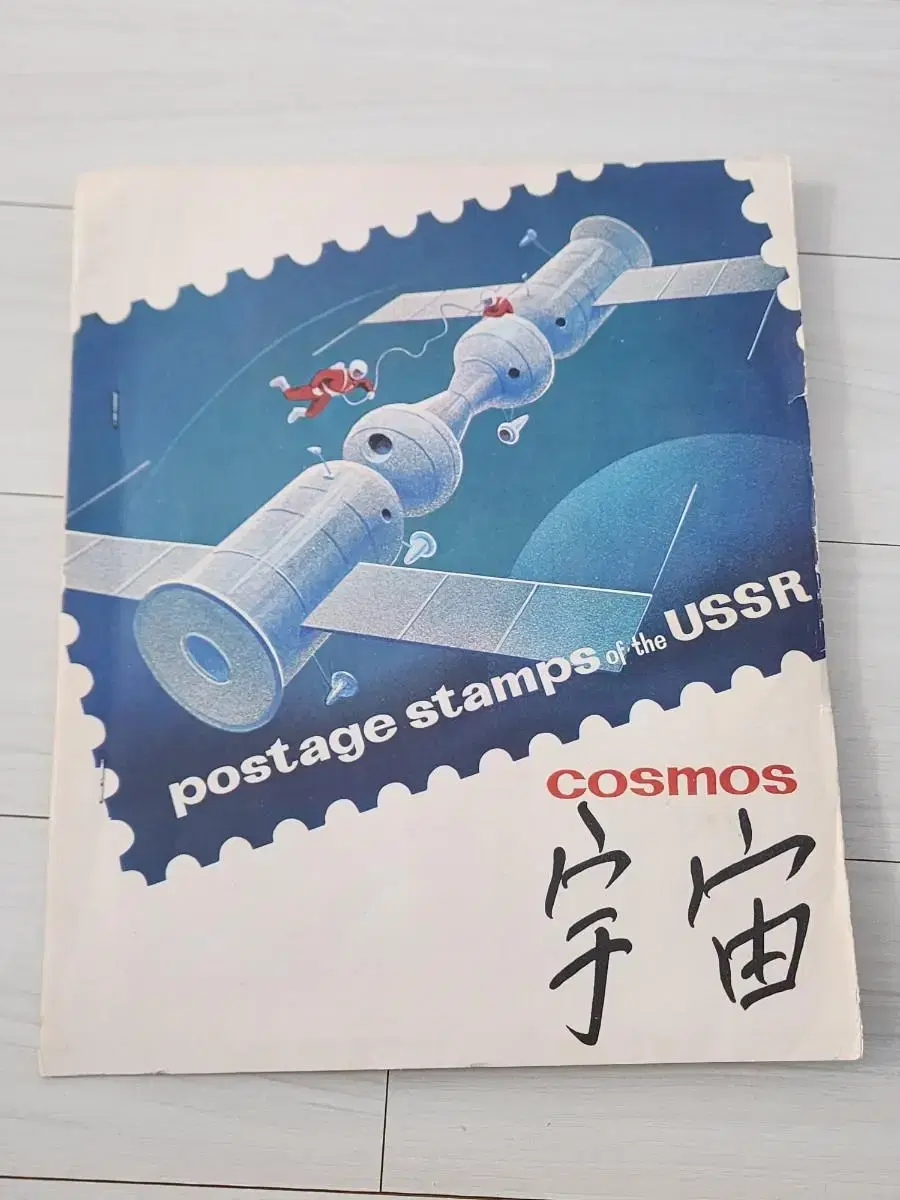 postage stamps of the USSR
cosmos
宇宙